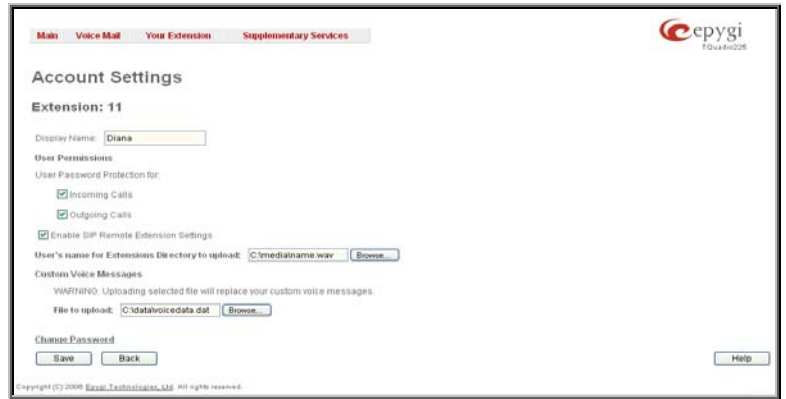 Main Voice Mail Your Extension Supplementary Services
epygi
TQuadro225
Account Settings
Extension: 11
Display Name: Diana
User Permissions
User Password Protection for:
Incoming Calls
Outgoing Calls
Enable SIP Remote Extension Settings
User's name for Extensions Directory to upload: C:\media\name.wav Browse...
Custom Voice Messages
WARNING: Uploading selected file will replace your custom voice messages.
File to upload: C:\data\voicedata.dat Browse...
Change Password
Save Back Help
Copyright (C) 2006 Epygi Technologies, Ltd. All rights reserved.